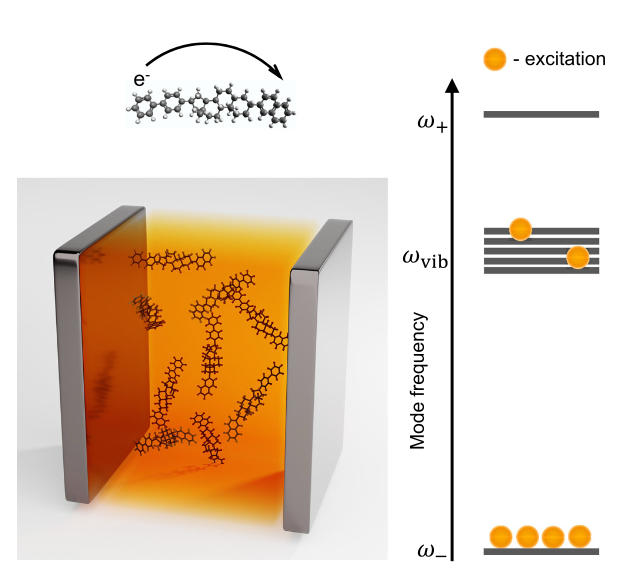 e-
- excitation
ω+
ωvib
Mode frequency
ω−